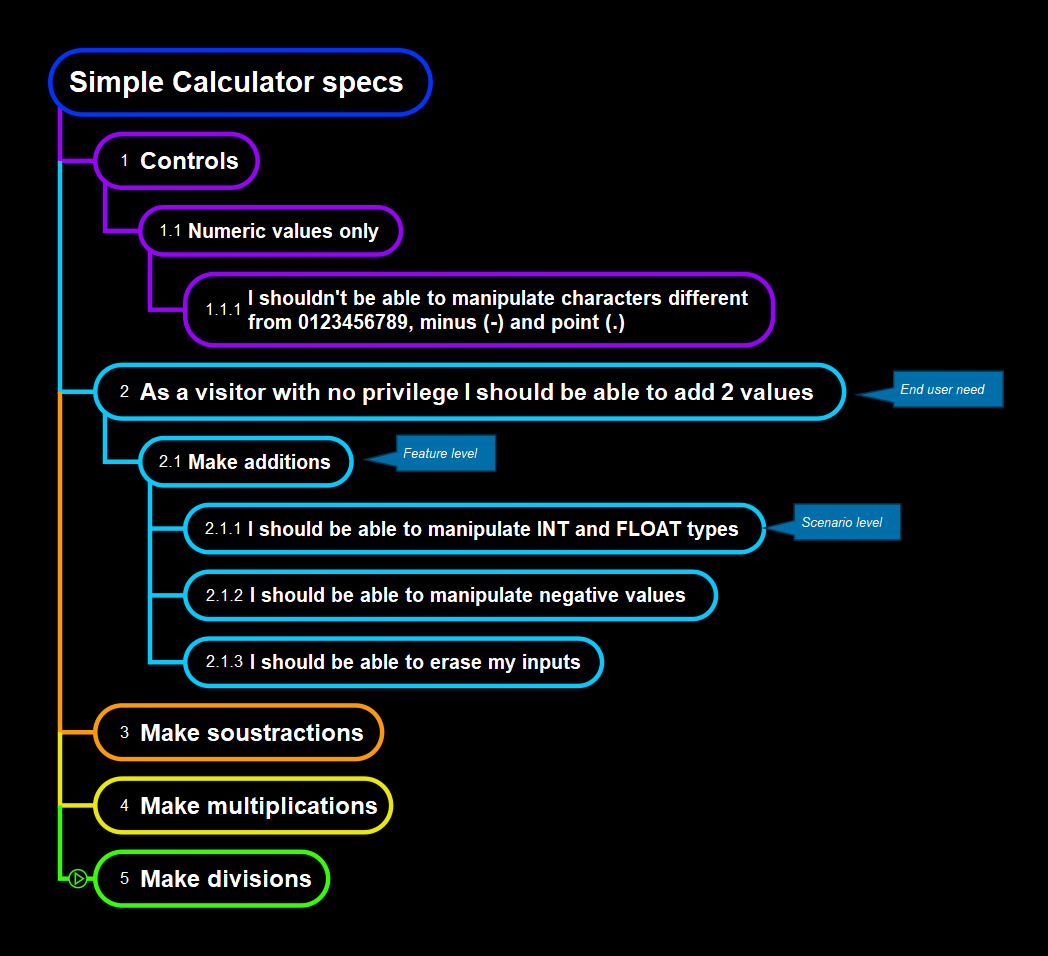 Simple Calculator specs
1 Controls
1.1 Numeric values only
1.1.1 I shouldn't be able to manipulate characters different
from 0123456789, minus (-) and point (.)
2 As a visitor with no privilege I should be able to add 2 values
End user need
2.1 Make additions
Feature level
2.1.1 I should be able to manipulate INT and FLOAT types
Scenario level
2.1.2 I should be able to manipulate negative values
2.1.3 I should be able to erase my inputs
3 Make soustractions
4 Make multiplications
5 Make divisions